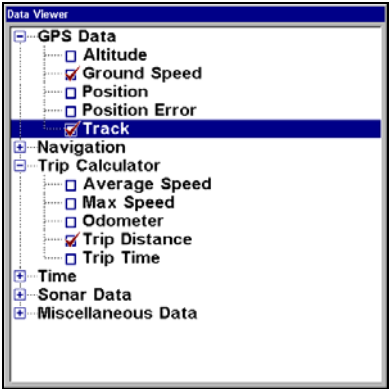 Data Viewer
GPS Data
Altitude
Ground Speed
Position
Position Error
Track
Navigation
Trip Calculator
Average Speed
Max Speed
Odometer
Trip Distance
Trip Time
Time
Sonar Data
Miscellaneous Data